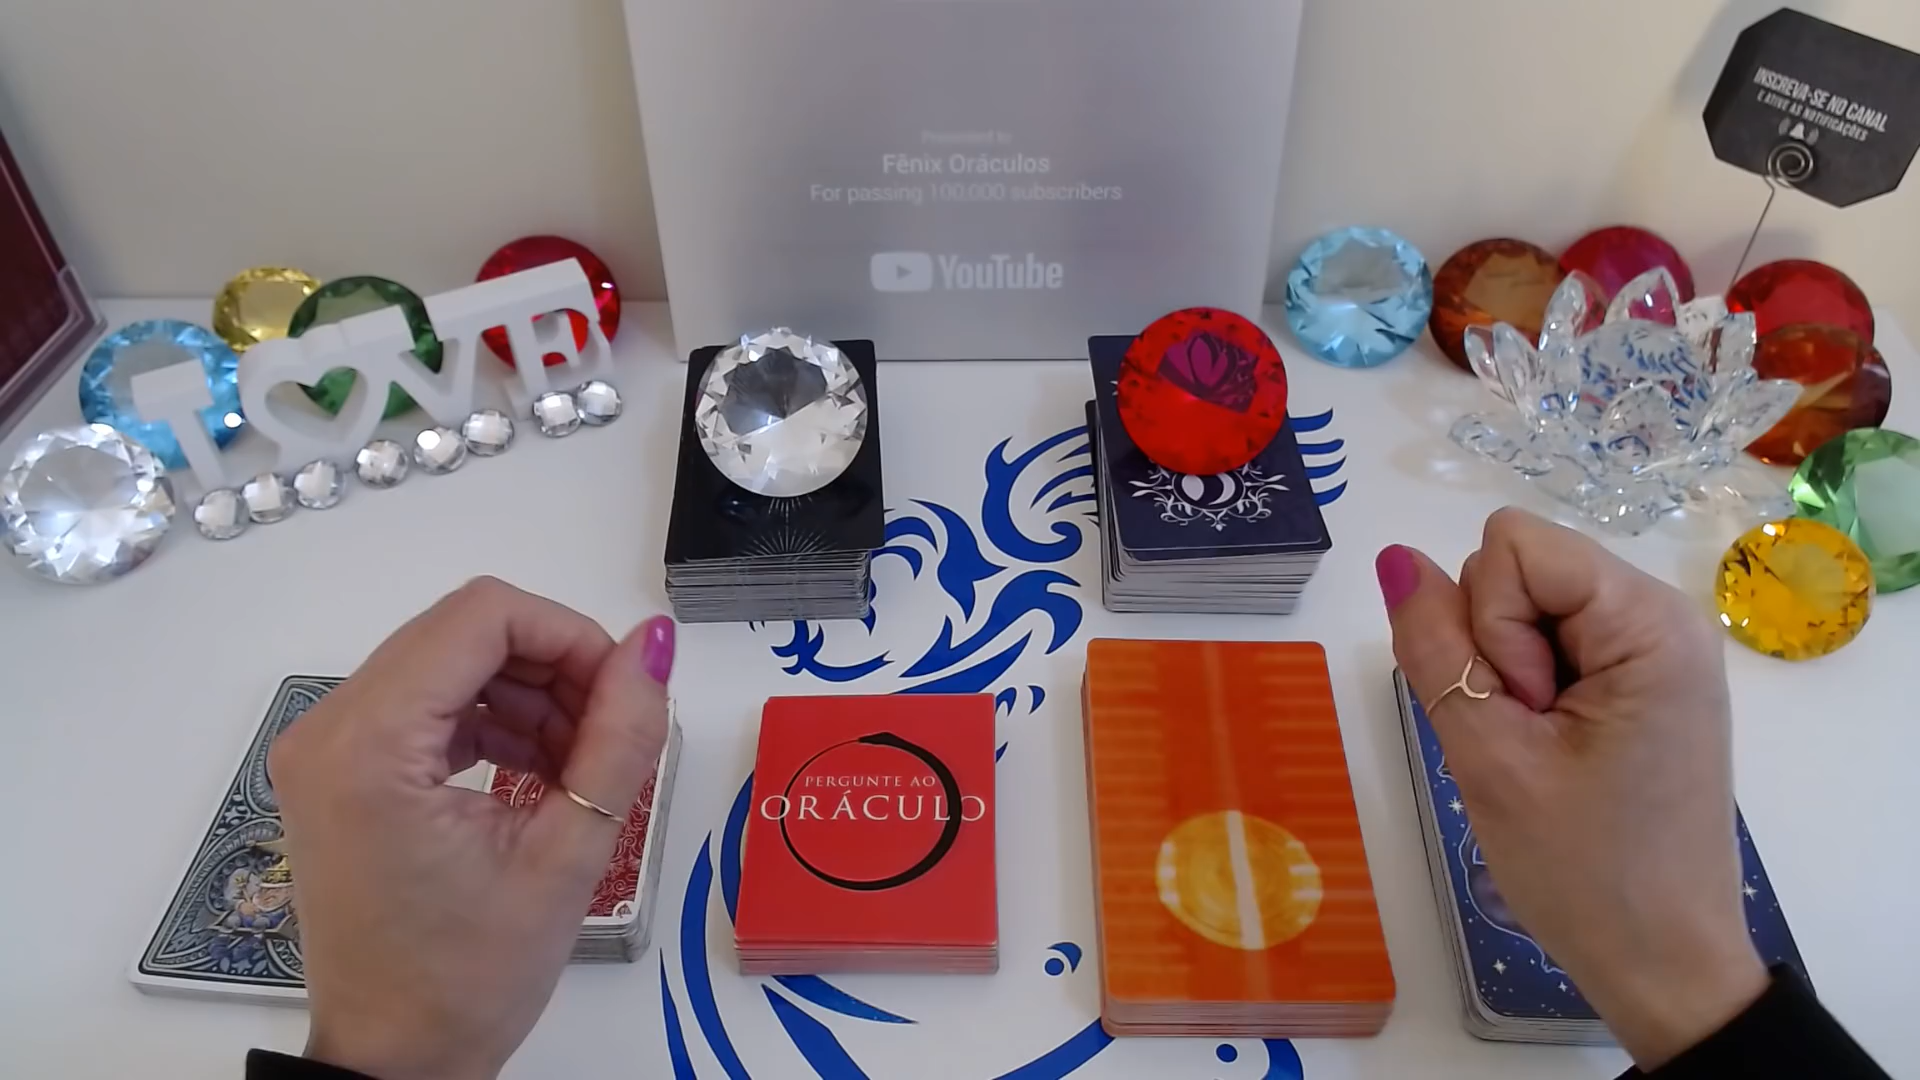 Presented to
Fênix Oráculos
For passing 100,000 subscribers
YouTube
INSCREVA-SE NO CANAL
E ATIVE AS NOTIFICAÇÕES
LOVE
PERGUNTE AO
ORÁCULO